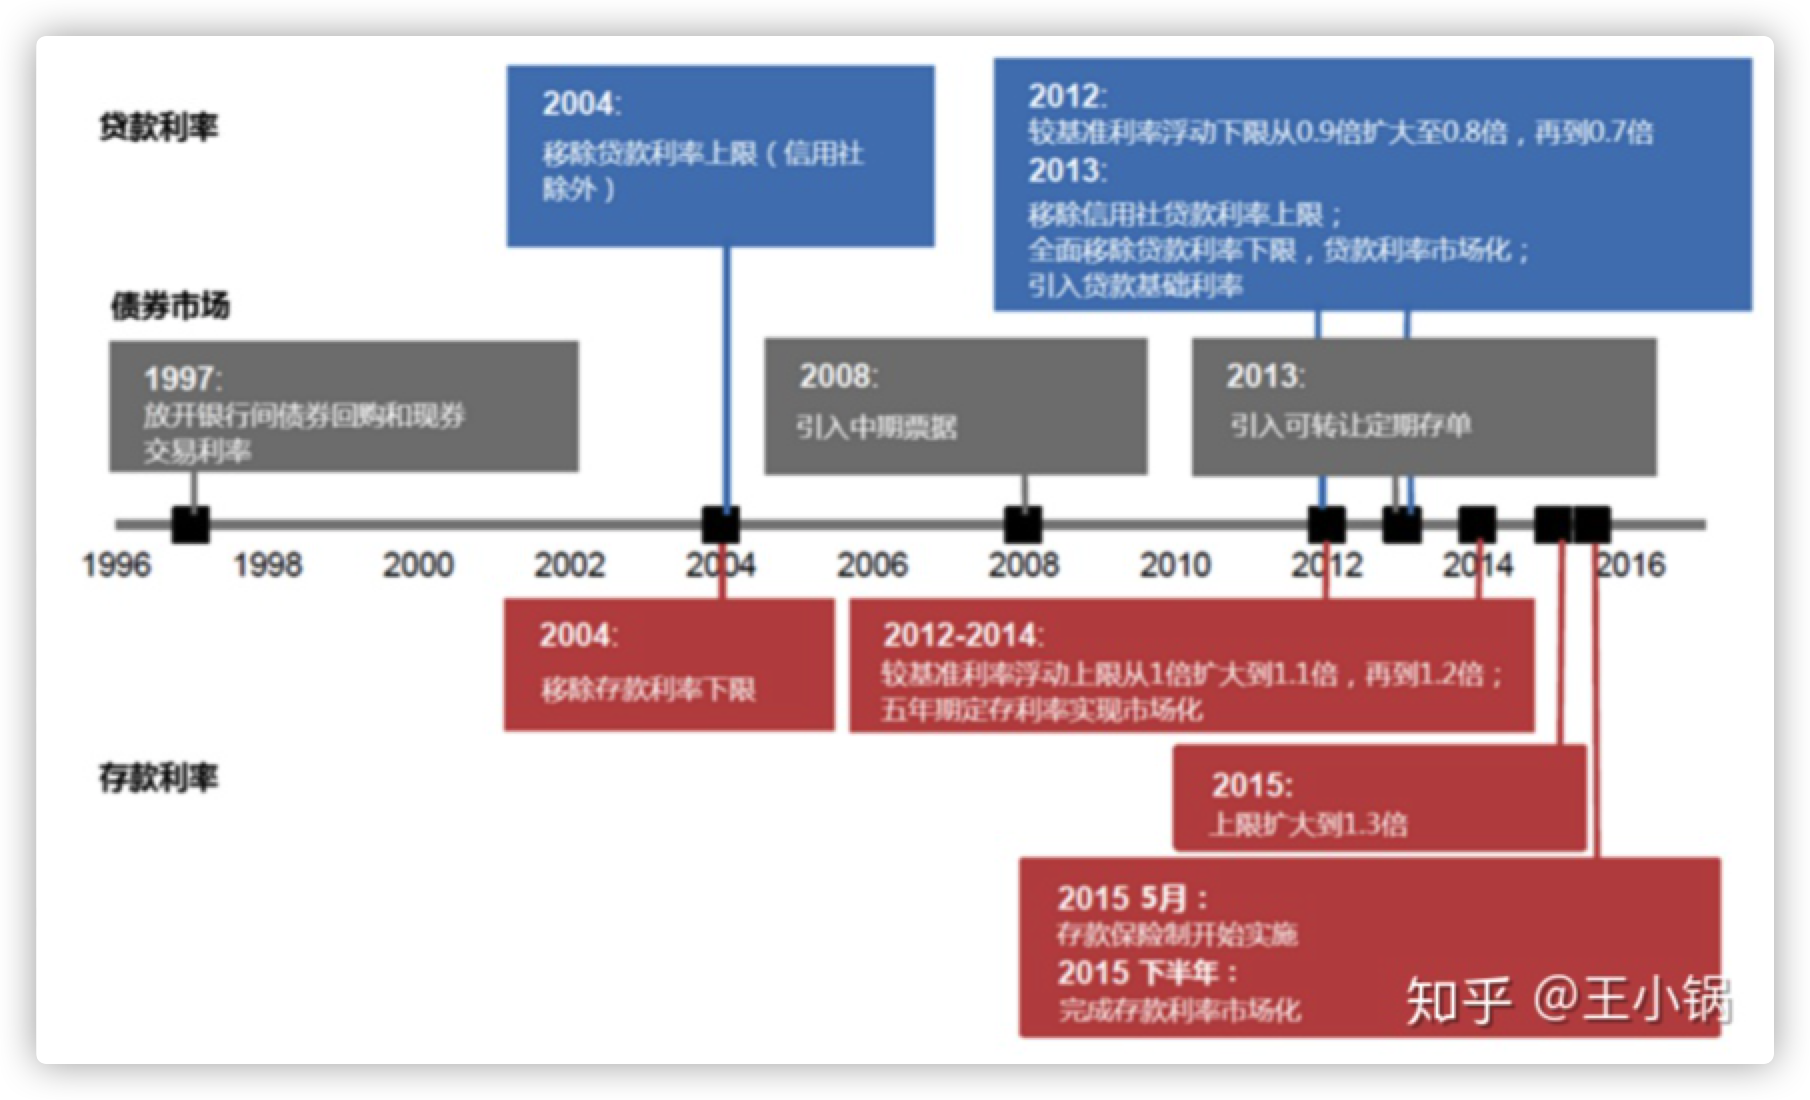 贷款利率
2004:
移除贷款利率上限（信用社
除外）
2012:
较基准利率浮动下限从0.9倍扩大至0.8倍，再到0.7倍
2013:
移除信用社贷款利率上限；
全面移除贷款利率下限，贷款利率市场化；
引入贷款基础利率
债券市场
1997:
放开银行间债券回购和现券
交易利率
2008:
引入中期票据
2013:
引入可转让定期存单
1996 1998 2000 2002 2004 2006 2008 2010 2012 2014 2016
2004:
移除存款利率下限
2012-2014:
较基准利率浮动上限从1倍扩大到1.1倍，再到1.2倍；
五年期定存利率实现市场化
存款利率
2015:
上限扩大到1.3倍
2015 5月：
存款保险制开始实施
2015 下半年：
完成存款利率市场化
知乎 @王小锅